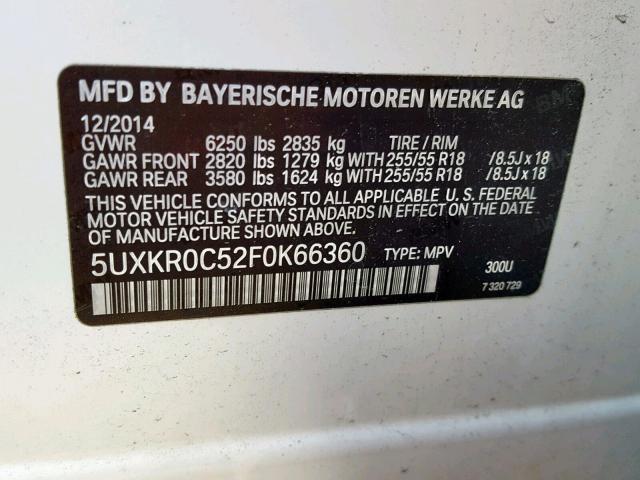 MFD BY BAYERISCHE MOTOREN WERKE AG
12/2014
GVWR 6250 lbs 2835 kg TIRE / RIM
GAWR FRONT 2820 lbs 1279 kg WITH 255/55 R18 /8.5J x 18
GAWR REAR 3580 lbs 1624 kg WITH 255/55 R18 /8.5J x 18
THIS VEHICLE CONFORMS TO ALL APPLICABLE U. S. FEDERAL
MOTOR VEHICLE SAFETY STANDARDS IN EFFECT ON THE DATE
OF MANUFACTURE SHOWN ABOVE.
5UXKR0C52F0K66360 TYPE: MPV 300U
7 320 729